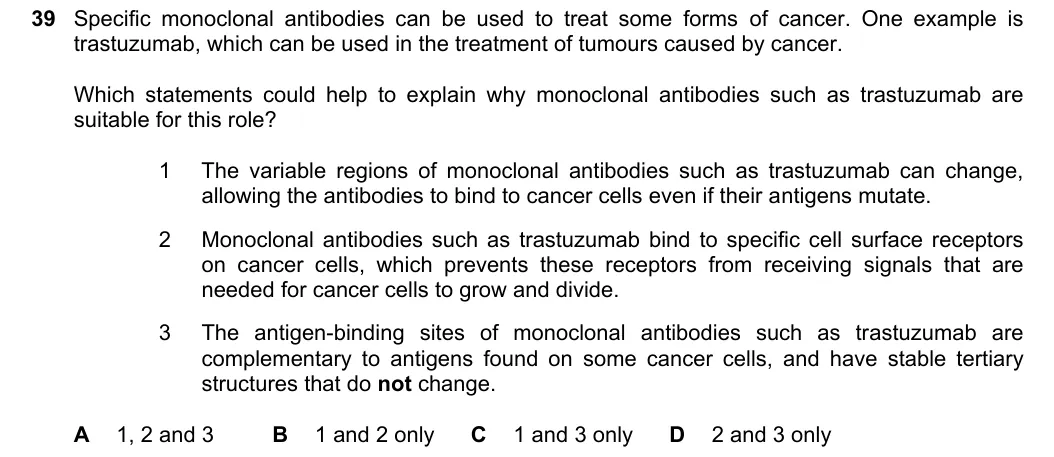 39 Specific monoclonal antibodies can be used to treat some forms of cancer. One example is
trastuzumab, which can be used in the treatment of tumours caused by cancer.
Which statements could help to explain why monoclonal antibodies such as trastuzumab are
suitable for this role?
1 The variable regions of monoclonal antibodies such as trastuzumab can change,
allowing the antibodies to bind to cancer cells even if their antigens mutate.
2 Monoclonal antibodies such as trastuzumab bind to specific cell surface receptors
on cancer cells, which prevents these receptors from receiving signals that are
needed for cancer cells to grow and divide.
3 The antigen-binding sites of monoclonal antibodies such as trastuzumab are
complementary to antigens found on some cancer cells, and have stable tertiary
structures that do not change.
A 1, 2 and 3 B 1 and 2 only C 1 and 3 only D 2 and 3 only